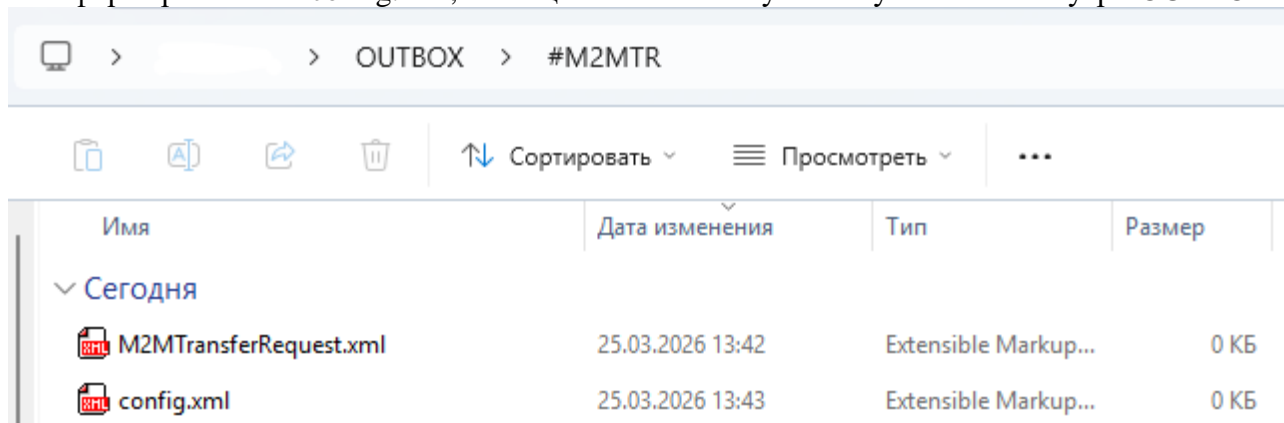 OUTBOX > #M2MTR
Сортировать Просмотреть ...
Имя Дата изменения Тип Размер
Сегодня
M2MTransferRequest.xml 25.03.2026 13:42 Extensible Markup... 0 КБ
config.xml 25.03.2026 13:43 Extensible Markup... 0 КБ